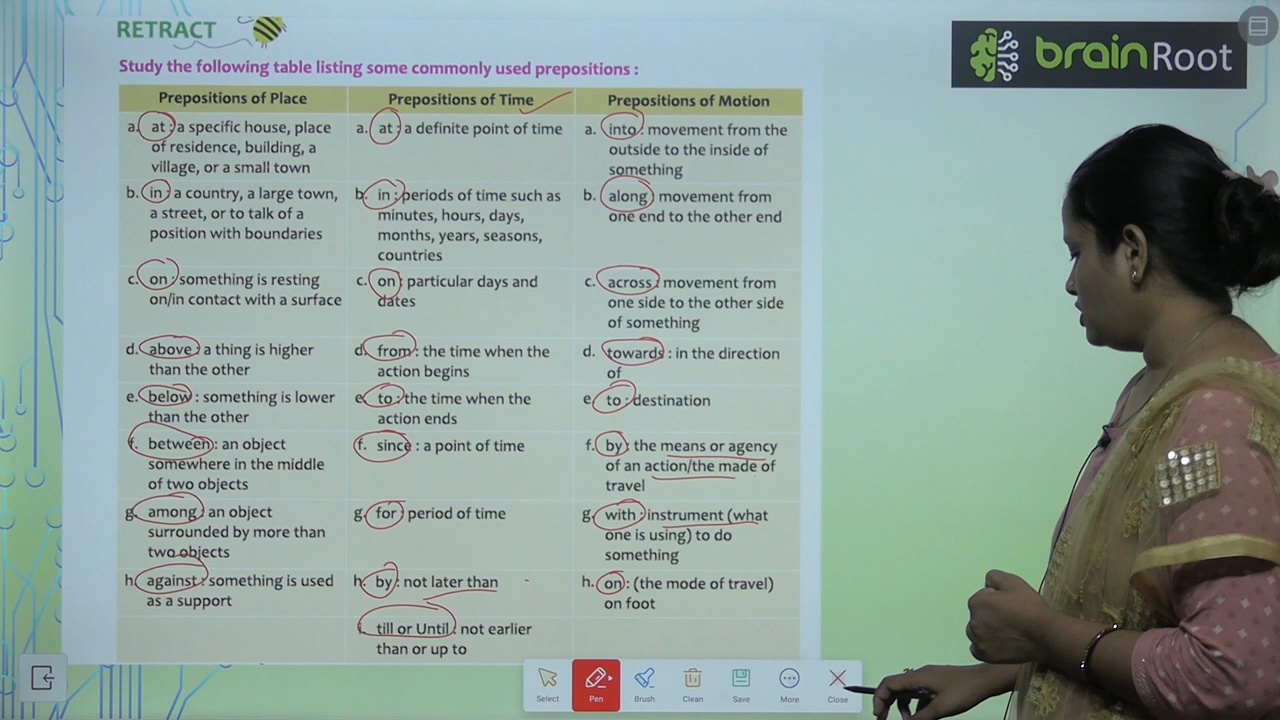 RETRACT
brainRoot
Study the following table listing some commonly used prepositions :
Prepositions of Place
a. at : a specific house, place
of residence, building, a
village, or a small town
b. in : a country, a large town,
a street, or to talk of a
position with boundaries
c. on : something is resting
on/in contact with a surface
d. above : a thing is higher
than the other
e. below : something is lower
than the other
f. between : an object
somewhere in the middle
of two objects
g. among : an object
surrounded by more than
two objects
h. against : something is used
as a support
Prepositions of Time
a. at : a definite point of time
b. in : periods of time such as
minutes, hours, days,
months, years, seasons,
countries
c. on : particular days and
dates
d. from : the time when the
action begins
e. to : the time when the
action ends
f. since : a point of time
g. for : period of time
h. by : not later than
i. till or Until : not earlier
than or up to
Prepositions of Motion
a. into : movement from the
outside to the inside of
something
b. along : movement from
one end to the other end
c. across : movement from
one side to the other side
of something
d. towards : in the direction
of
e. to : destination
f. by : the means or agency
of an action/the made of
travel
g. with : instrument (what
one is using) to do
something
h. on : (the mode of travel)
on foot
Select
Pen
Brush
Clean
Save
More
Close